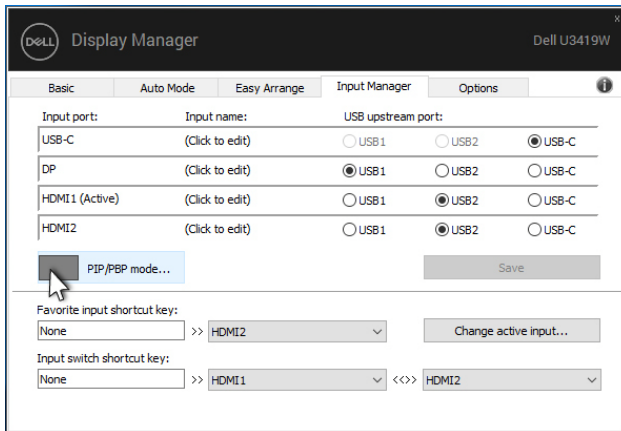 DELL Display Manager Dell U3419W
Basic Auto Mode Easy Arrange Input Manager Options
Input port: Input name: USB upstream port:
USB-C (Click to edit) USB1 USB2 USB-C
DP (Click to edit) USB1 USB2 USB-C
HDMI1 (Active) (Click to edit) USB1 USB2 USB-C
HDMI2 (Click to edit) USB1 USB2 USB-C
PIP/PBP mode... Save
Favorite input shortcut key:
None >> HDMI2 Change active input...
Input switch shortcut key:
None >> HDMI1 <<>> HDMI2